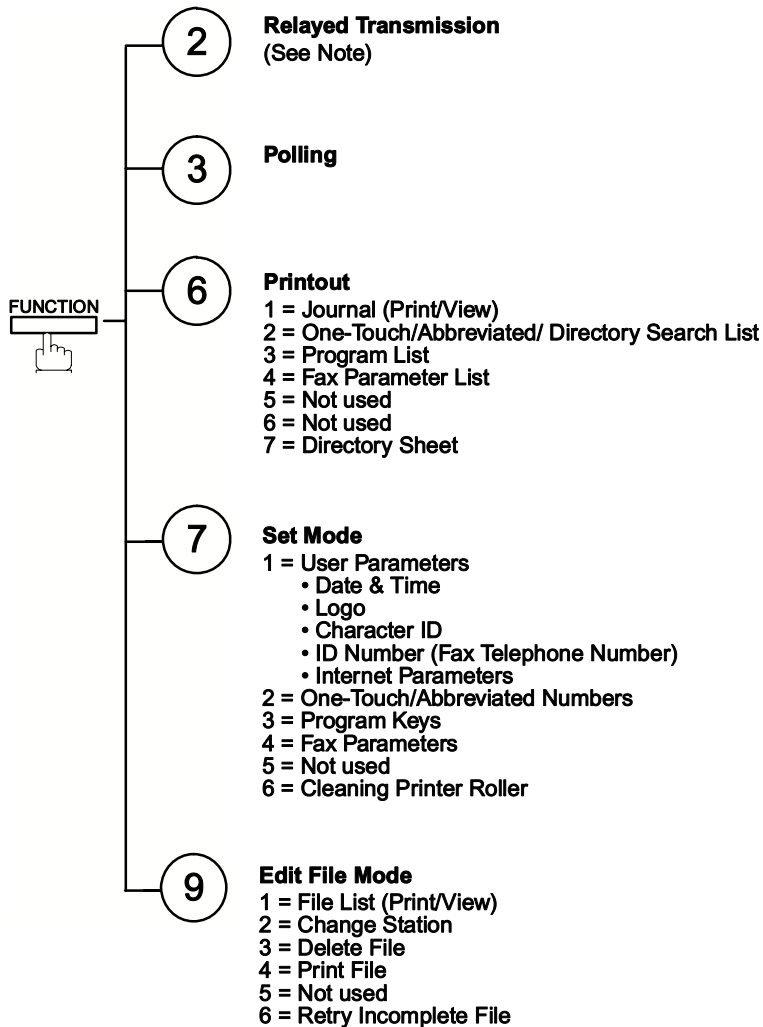 2
Relayed Transmission
(See Note)
3
Polling
6
Printout
1 = Journal (Print/View)
2 = One-Touch/Abbreviated/ Directory Search List
3 = Program List
4 = Fax Parameter List
5 = Not used
6 = Not used
7 = Directory Sheet
FUNCTION
7
Set Mode
1 = User Parameters
• Date & Time
• Logo
• Character ID
• ID Number (Fax Telephone Number)
• Internet Parameters
2 = One-Touch/Abbreviated Numbers
3 = Program Keys
4 = Fax Parameters
5 = Not used
6 = Cleaning Printer Roller
9
Edit File Mode
1 = File List (Print/View)
2 = Change Station
3 = Delete File
4 = Print File
5 = Not used
6 = Retry Incomplete File